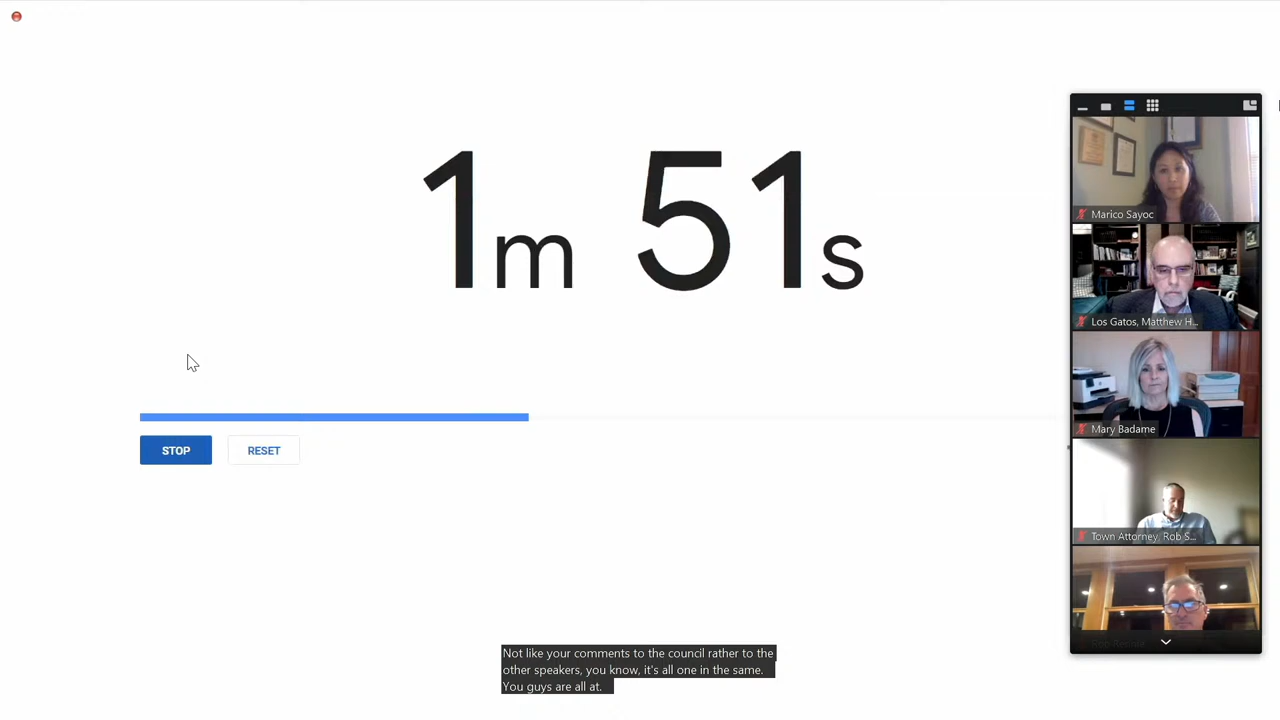 1m 51s
STOP
RESET
Marico Sayoc
Los Gatos, Matthew H...
Mary Badame
Town Attorney, Rob S...
Not like your comments to the council rather to the
other speakers, you know, it's all one in the same.
You guys are all at.